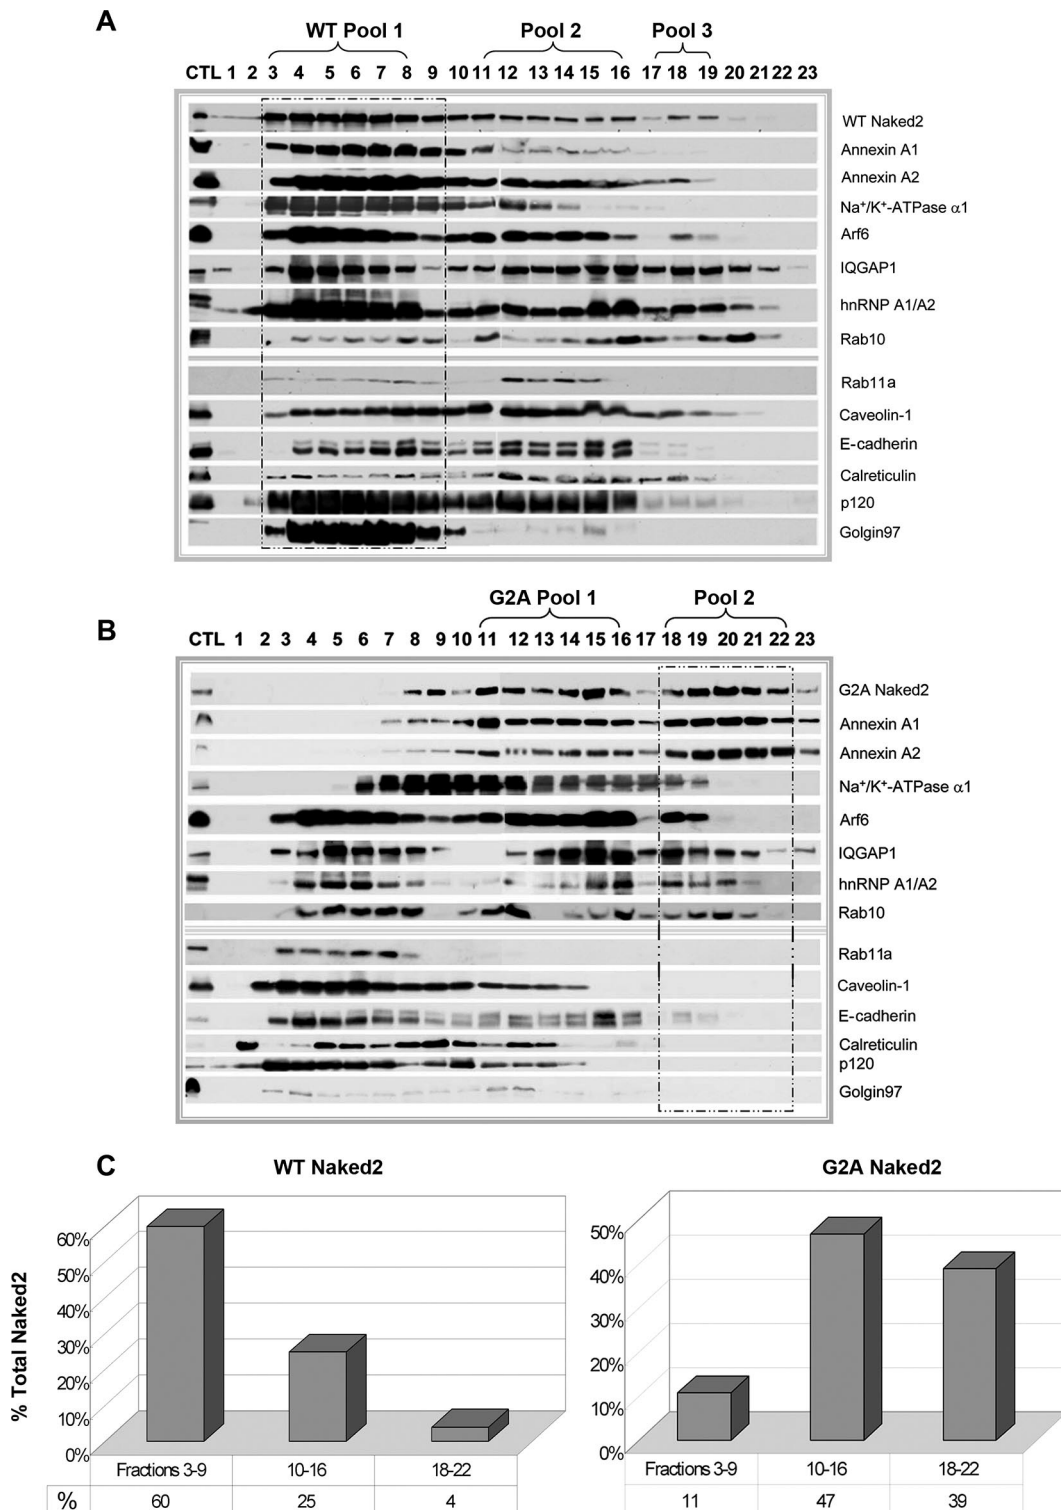 A
WT Pool 1 Pool 2 Pool 3
CTL 1 2 3 4 5 6 7 8 9 10 11 12 13 14 15 16 17 18 19 20 21 22 23
WT Naked2
Annexin A1
Annexin A2
Na⁺/K⁺-ATPase α1
Arf6
IQGAP1
hnRNP A1/A2
Rab10
Rab11a
Caveolin-1
E-cadherin
Calreticulin
p120
Golgin97
B
G2A Pool 1 Pool 2
CTL 1 2 3 4 5 6 7 8 9 10 11 12 13 14 15 16 17 18 19 20 21 22 23
G2A Naked2
Annexin A1
Annexin A2
Na⁺/K⁺-ATPase α1
Arf6
IQGAP1
hnRNP A1/A2
Rab10
Rab11a
Caveolin-1
E-cadherin
Calreticulin
p120
Golgin97
C
WT Naked2
% Total Naked2
60%
50%
40%
30%
20%
10%
0%
Fractions 3-9 10-16 18-22
% 60 25 4
G2A Naked2
50%
40%
30%
20%
10%
0%
Fractions 3-9 10-16 18-22
11 47 39